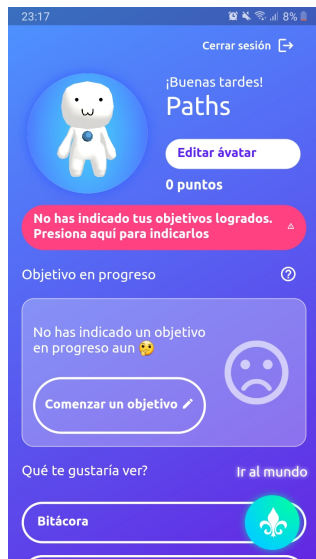 23:17
8%
Cerrar sesión
¡Buenas tardes!
Paths
Editar ávatar
0 puntos
No has indicado tus objetivos logrados.
Presiona aquí para indicarlos
Objetivo en progreso
No has indicado un objetivo
en progreso aun 🤔
Comenzar un objetivo
Qué te gustaría ver?
Ir al mundo
Bitácora